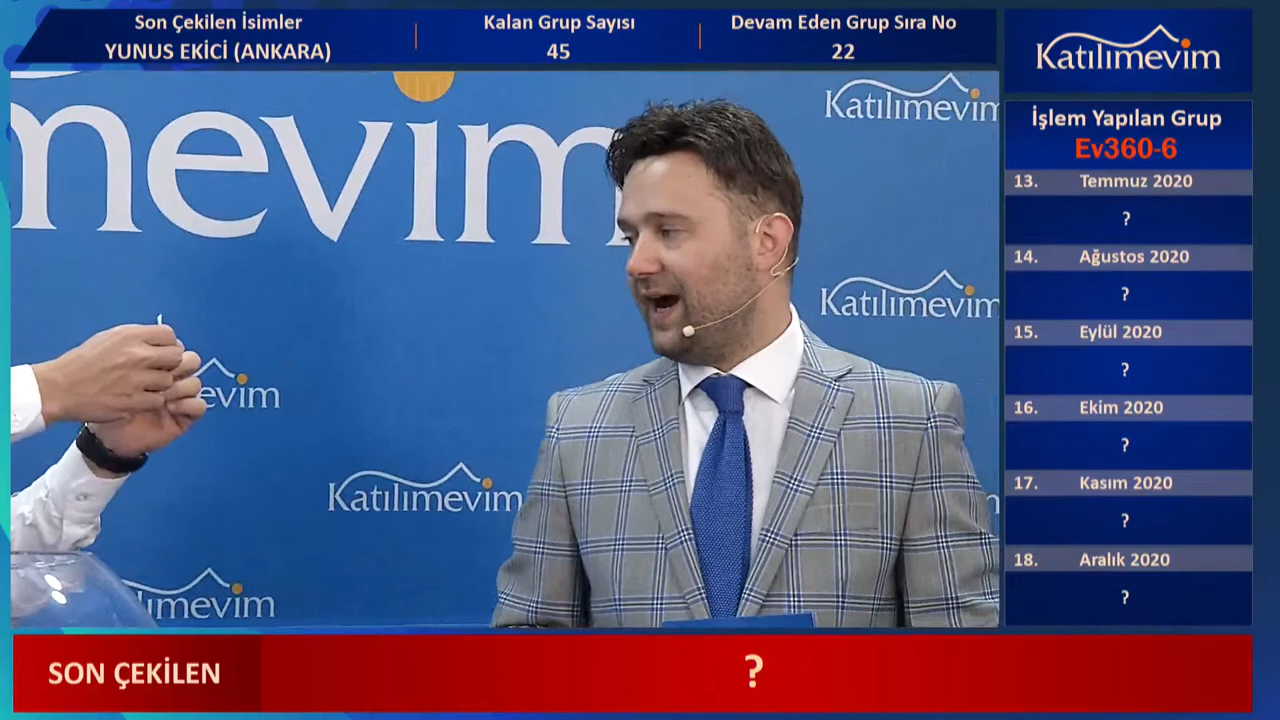 Son Çekilen İsimler
YUNUS EKİCİ (ANKARA)
Kalan Grup Sayısı
45
Devam Eden Grup Sıra No
22
Katılımevim
İşlem Yapılan Grup
Ev360-6
13. Temmuz 2020
?
14. Ağustos 2020
?
15. Eylül 2020
?
16. Ekim 2020
?
17. Kasım 2020
?
18. Aralık 2020
?
mevim
Katılımevim
Katılımevim
evim
Katılımevim
lımevim
SON ÇEKİLEN
?